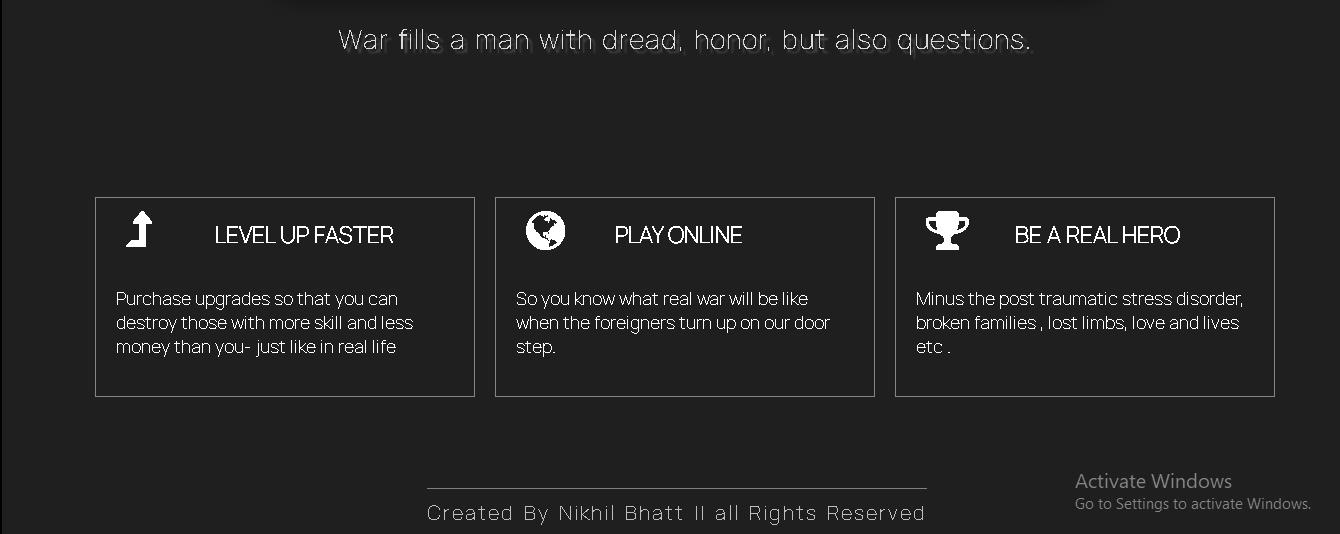 War fills a man with dread, honor, but also questions.
LEVEL UP FASTER
Purchase upgrades so that you can
destroy those with more skill and less
money than you- just like in real life
PLAY ONLINE
So you know what real war will be like
when the foreigners turn up on our door
step.
BE A REAL HERO
Minus the post traumatic stress disorder,
broken families , lost limbs, love and lives
etc .
Activate Windows
Go to Settings to activate Windows.
Created By Nikhil Bhatt II all Rights Reserved